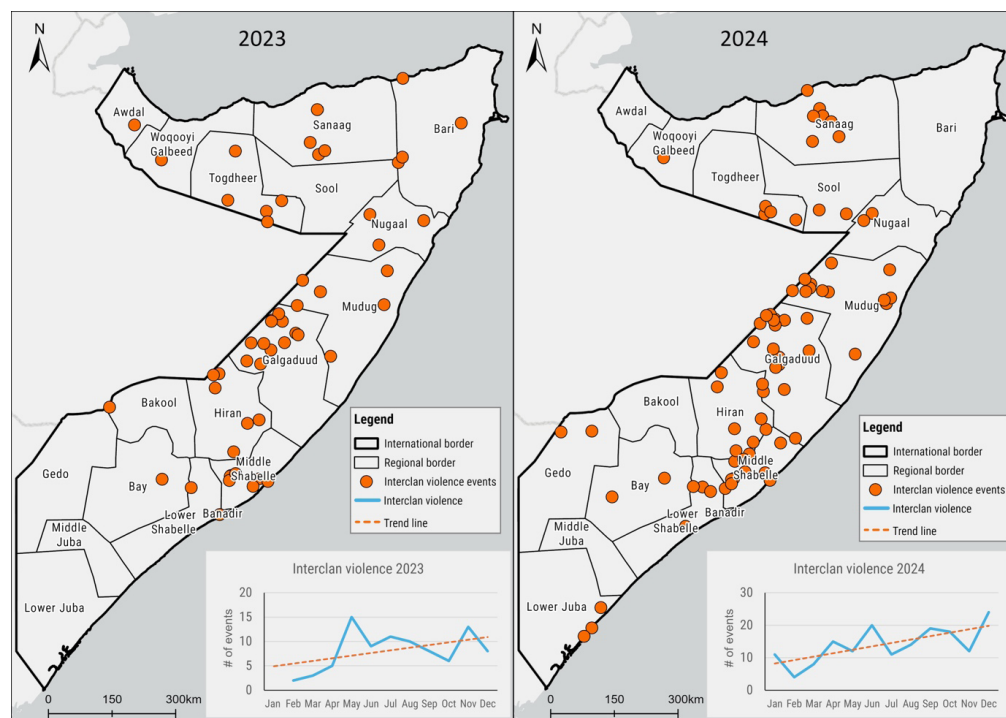 N
2023
Awdal
Woqooyi
Galbeed
Sanaag
Bari
Togdheer
Sool
Nugaal
Mudug
Galgaduud
Bakool
Hiran
Gedo
Bay
Middle
Shabelle
Lower
Shabelle
Banadir
Middle
Juba
Lower Juba
Legend
International border
Regional border
Interclan violence events
Interclan violence
Trend line
Interclan violence 2023
# of events
20
15
10
5
0
Jan Feb Mar Apr May Jun Jul Aug Sep Oct Nov Dec
0 150 300km
N
2024
Awdal
Woqooyi
Galbeed
Sanaag
Bari
Togdheer
Sool
Nugaal
Mudug
Galgaduud
Bakool
Hiran
Gedo
Bay
Middle
Shabelle
Lower
Shabelle
Banadir
Middle
Juba
Lower Juba
Legend
International border
Regional border
Interclan violence events
Interclan violence
Trend line
Interclan violence 2024
# of events
30
20
10
0
Jan Feb Mar Apr May Jun Jul Aug Sep Oct Nov Dec
0 150 300km